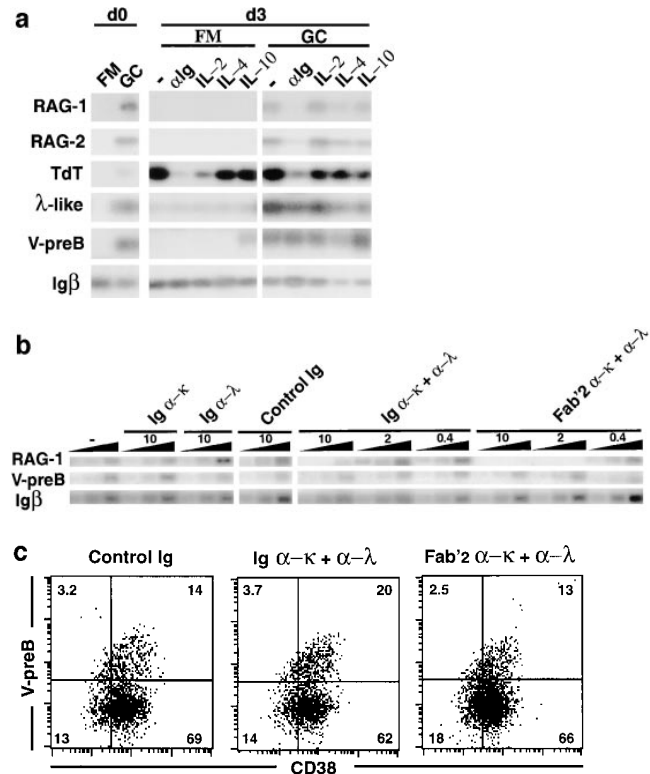 a
d0 d3
FM GC
FM GC - αIg IL-2 IL-4 IL-10 - αIg IL-2 IL-4 IL-10
RAG-1
RAG-2
TdT
λ-like
V-preB
Igβ
b
- Ig α-κ Ig α-λ Control Ig Ig α-κ + α-λ Fab'2 α-κ + α-λ
10 10 10 10 2 0.4 10 2 0.4
RAG-1
V-preB
Igβ
c
Control Ig Ig α-κ + α-λ Fab'2 α-κ + α-λ
3.2 14 3.7 20 2.5 13
V-preB
13 69 14 62 18 66
CD38